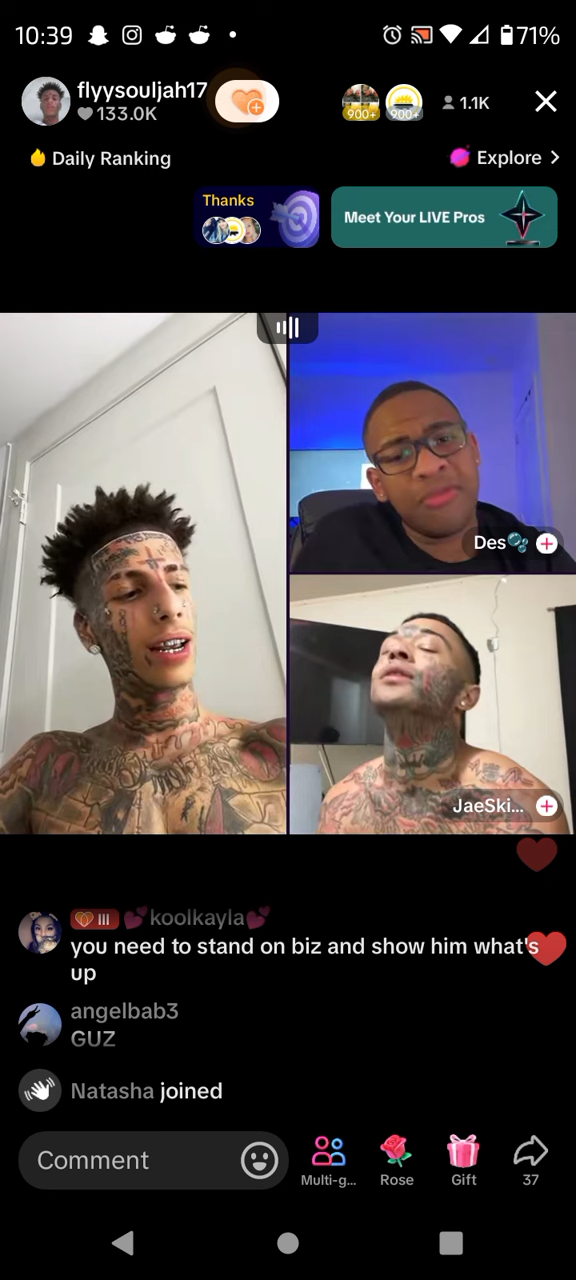 10:39
71%
flyysouljah17
133.0K
900+
900+
1.1K
Daily Ranking
Explore
Thanks
Meet Your LIVE Pros
Des
JaeSki...
III
koolkayla
you need to stand on biz and show him what's
up
angelbab3
GUZ
Natasha joined
Comment
Multi-g...
Rose
Gift
37